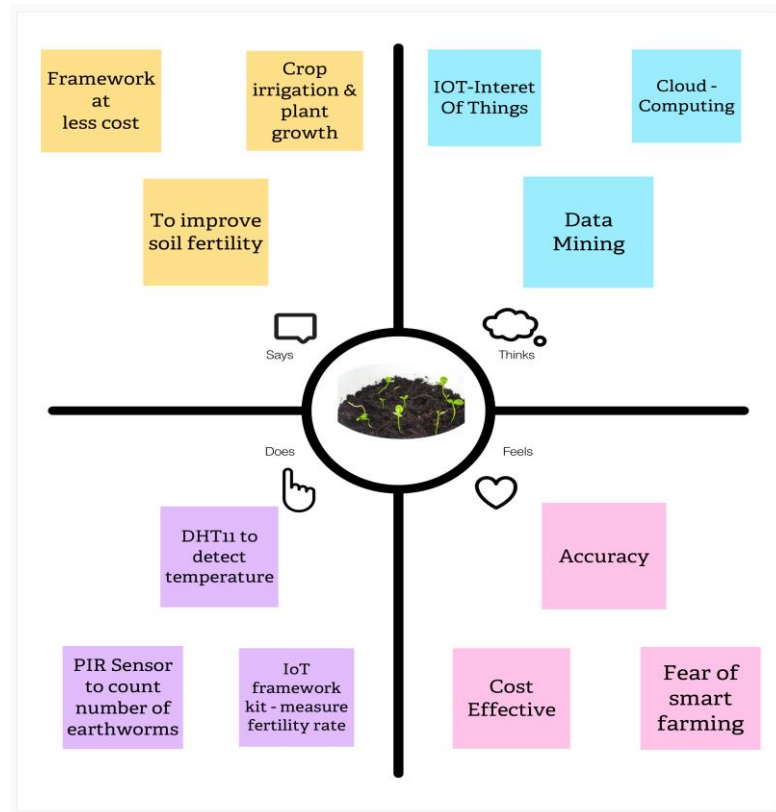 Framework
at
less cost
Crop
irrigation &
plant
growth
To improve
soil fertility
IOT-Interet
Of Things
Cloud -
Computing
Data
Mining
Says
Thinks
Does
Feels
DHT11 to
detect
temperature
PIR Sensor
to count
number of
earthworms
IoT
framework
kit - measure
fertility rate
Accuracy
Cost
Effective
Fear of
smart
farming